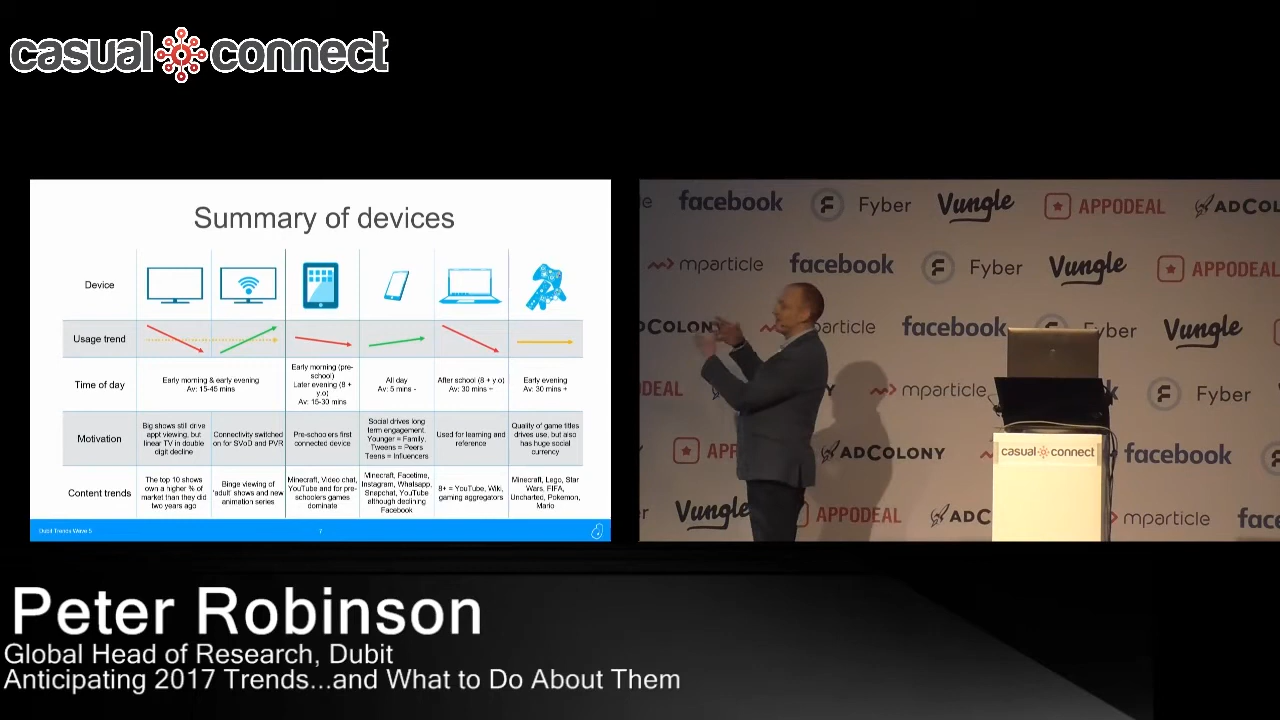 casual connect
Summary of devices
Device
Usage trend
Time of day
Early morning & early evening
Av: 15-45 mins
Early morning (pre-
school)
Later evening (8 +
y.o)
Av: 15-30 mins
All day
Av: 5 mins -
After school (8 + y.o)
Av: 30 mins +
Early evening
Av: 30 mins +
Motivation
Big shows still drive
appt viewing, but
linear TV in double
digit decline
Connectivity switched
on for SVoD and PVR
Pre-schoolers first
connected device
Social drives long
term engagement.
Younger = Family,
Tweens = Peers
Teens = Influencers
Used for learning and
reference
Quality of game titles
drives use, but also
has huge social
currency
Content trends
The top 10 shows
own a higher % of
market than they did
two years ago
Binge viewing of
'adult' shows and new
animation series
Minecraft, Video chat,
YouTube and for pre-
schoolers games
dominate
Minecraft, Facetime,
Instagram, Whatsapp,
Snapchat, YouTube
although declining
Facebook
8+ = YouTube, Wiki,
gaming aggregators
Minecraft, Lego, Star
Wars, FIFA,
Uncharted, Pokemon,
Mario
Dubit Trends Wave 5
7
facebook Fyber Vungle APPODEAL ADCOLONY
mparticle facebook Fyber Vungle APPODEAL
COLONY particle facebook yber Vungle
DEAL mparticle Fyber
APP ADCOLONY facebook
Vungle APPODEAL ADC mparticle face
casual connect
Peter Robinson
Global Head of Research, Dubit
Anticipating 2017 Trends...and What to Do About Them